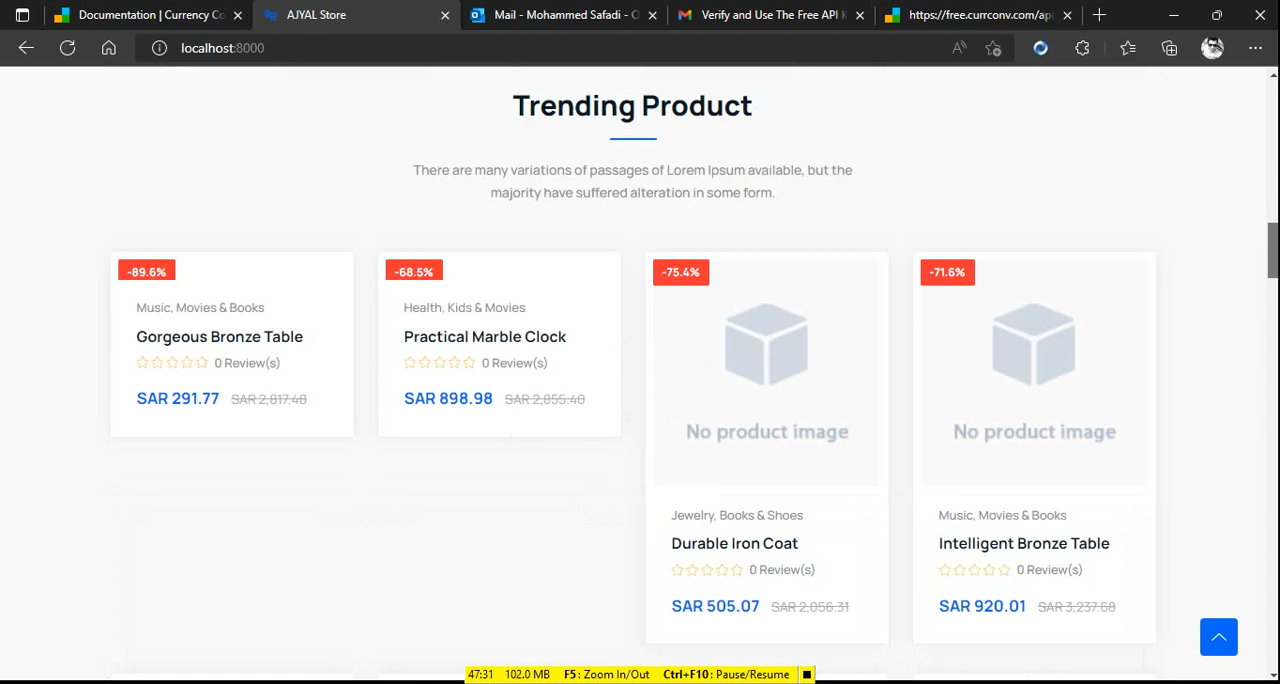 Documentation | Currency Co
AJYAL Store
Mail - Mohammed Safadi - O
Verify and Use The Free API K
https://free.currconv.com/api
localhost:8000
Trending Product
There are many variations of passages of Lorem Ipsum available, but the
majority have suffered alteration in some form.
-89.6%
Music, Movies & Books
Gorgeous Bronze Table
0 Review(s)
SAR 291.77 SAR 2,817.48
-68.5%
Health, Kids & Movies
Practical Marble Clock
0 Review(s)
SAR 898.98 SAR 2,855.40
-75.4%
No product image
Jewelry, Books & Shoes
Durable Iron Coat
0 Review(s)
SAR 505.07 SAR 2,056.31
-71.6%
No product image
Music, Movies & Books
Intelligent Bronze Table
0 Review(s)
SAR 920.01 SAR 3,237.68
47:31 102.0 MB F5: Zoom In/Out Ctrl+F10: Pause/Resume